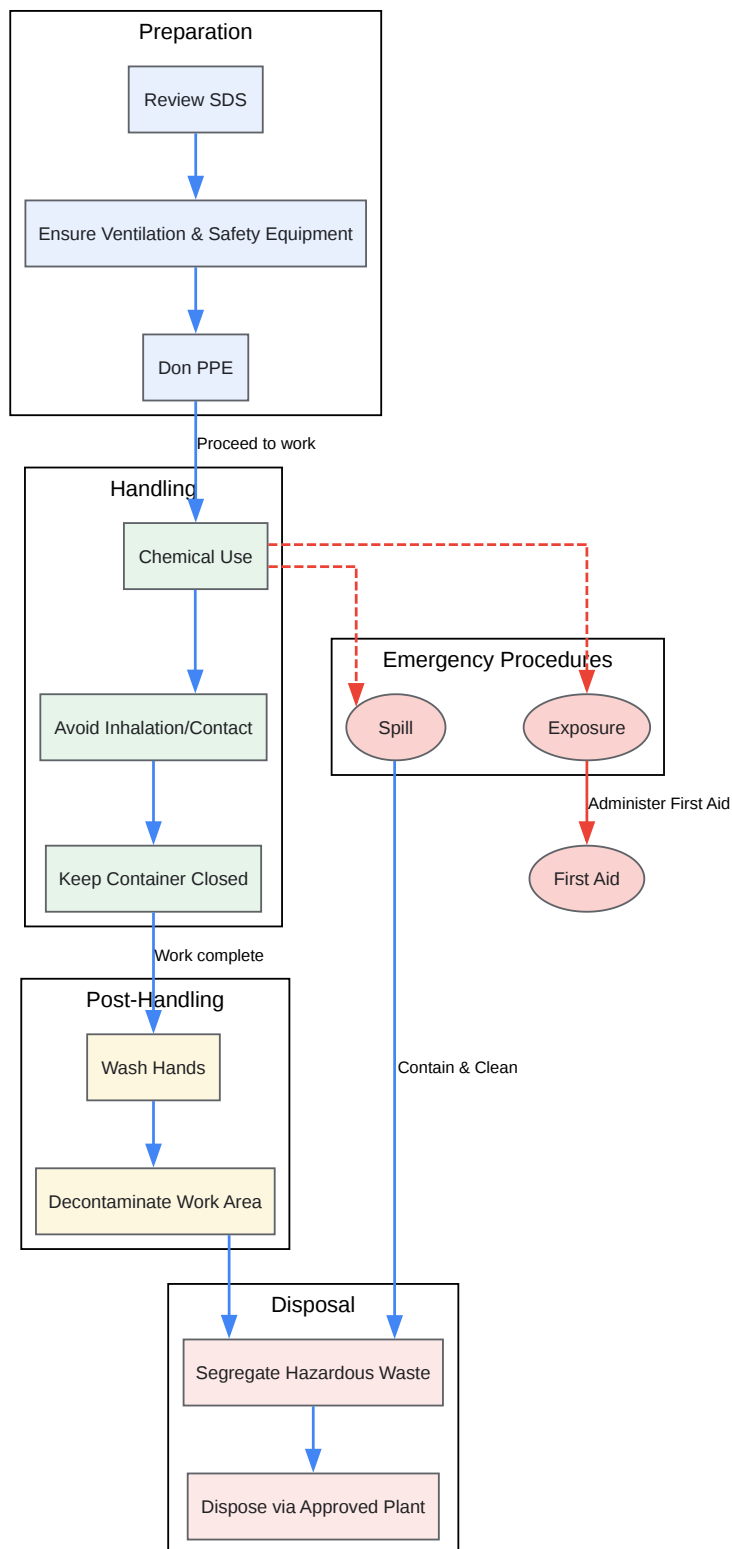 Preparation
Review SDS
Ensure Ventilation & Safety Equipment
Don PPE
Proceed to work
Handling
Chemical Use
Emergency Procedures
Avoid Inhalation/Contact
Spill
Exposure
Administer First Aid
Keep Container Closed
First Aid
Work complete
Post-Handling
Wash Hands
Contain & Clean
Decontaminate Work Area
Disposal
Segregate Hazardous Waste
Dispose via Approved Plant